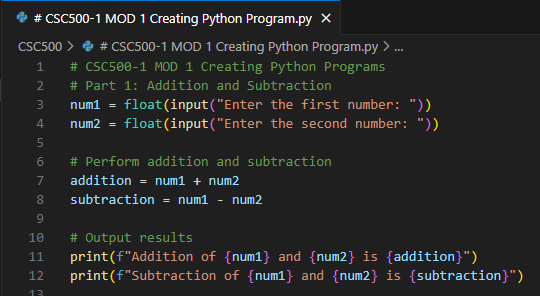 # CSC500-1 MOD 1 Creating Python Program.py ×
CSC500 > # CSC500-1 MOD 1 Creating Python Program.py > ...
1 # CSC500-1 MOD 1 Creating Python Programs
2 # Part 1: Addition and Subtraction
3 num1 = float(input("Enter the first number: "))
4 num2 = float(input("Enter the second number: "))
5
6 # Perform addition and subtraction
7 addition = num1 + num2
8 subtraction = num1 - num2
9
10 # Output results
11 print(f"Addition of {num1} and {num2} is {addition}")
12 print(f"Subtraction of {num1} and {num2} is {subtraction}")
13